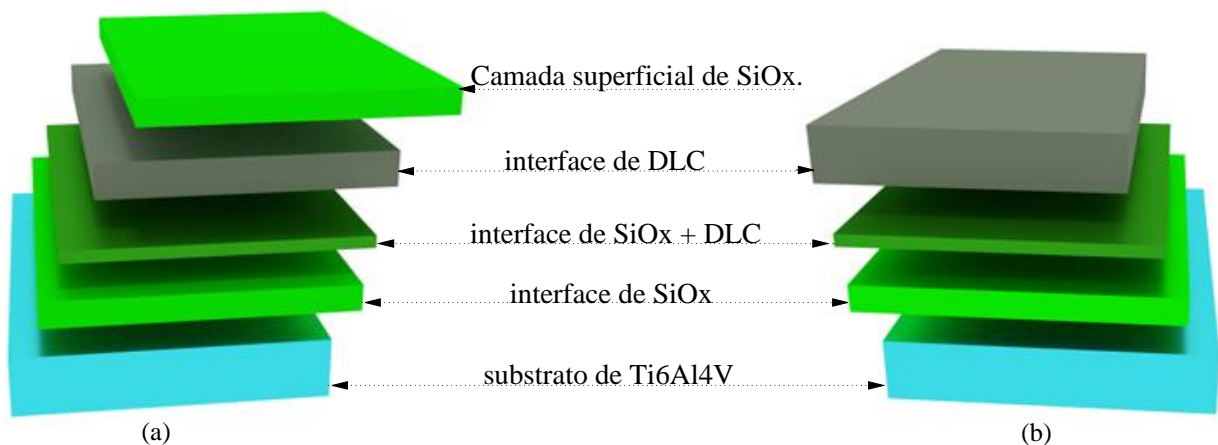 Camada superficial de SiOx.
interface de DLC
interface de SiOx + DLC
interface de SiOx
substrato de Ti6Al4V
(a)
(b)